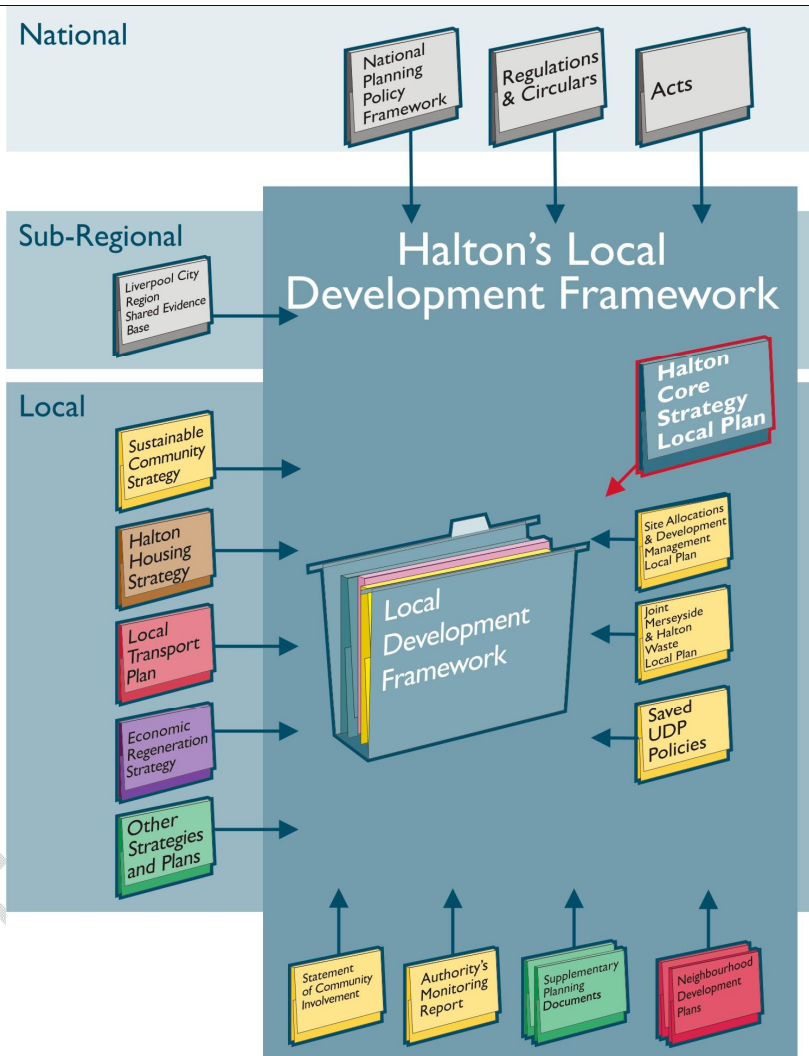 National
National
Planning
Policy
Framework
Regulations
& Circulars
Acts
Sub-Regional
Liverpool City
Region
Shared Evidence
Base
Halton's Local
Development Framework
Halton
Core
Strategy
Local Plan
Local
Sustainable
Community
Strategy
Halton
Housing
Strategy
Local
Transport
Plan
Economic
Regeneration
Strategy
Other
Strategies
and Plans
Local
Development
Framework
Site Allocations
& Development
Management
Local Plan
Joint
Merseyside
& Halton
Waste
Local Plan
Saved
UDP
Policies
Statement
of Community
Involvement
Authority's
Monitoring
Report
Supplementary
Planning
Documents
Neighbourhood
Development
Plans